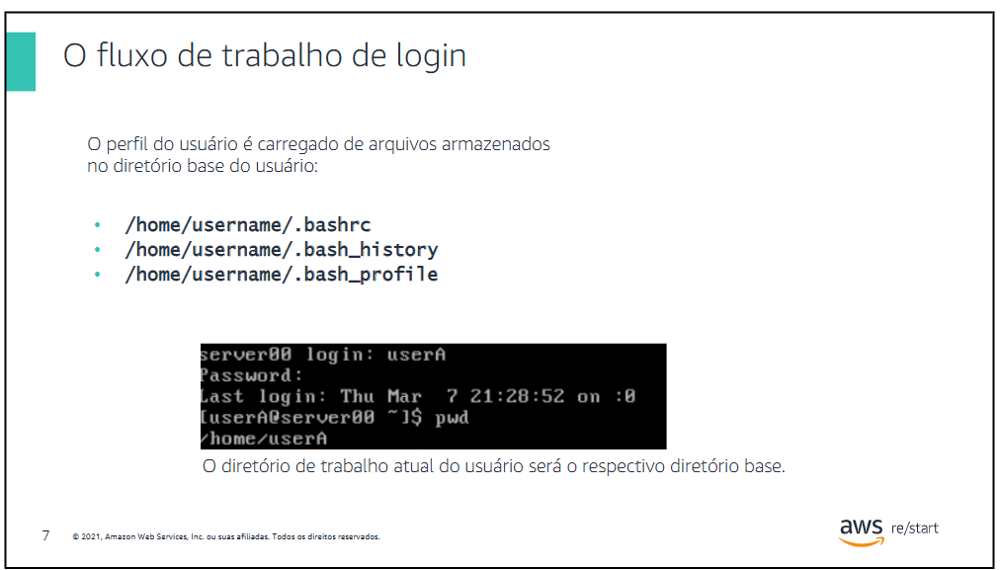 O fluxo de trabalho de login
O perfil do usuário é carregado de arquivos armazenados
no diretório base do usuário:
• /home/username/.bashrc
• /home/username/.bash_history
• /home/username/.bash_profile
server00 login: userA
Password:
Last login: Thu Mar  7 21:28:52 on :0
[userA@server00 ~]$ pwd
/home/userA
O diretório de trabalho atual do usuário será o respectivo diretório base.
7 © 2021, Amazon Web Services, Inc. ou suas afiliadas. Todos os direitos reservados.
aws re/start